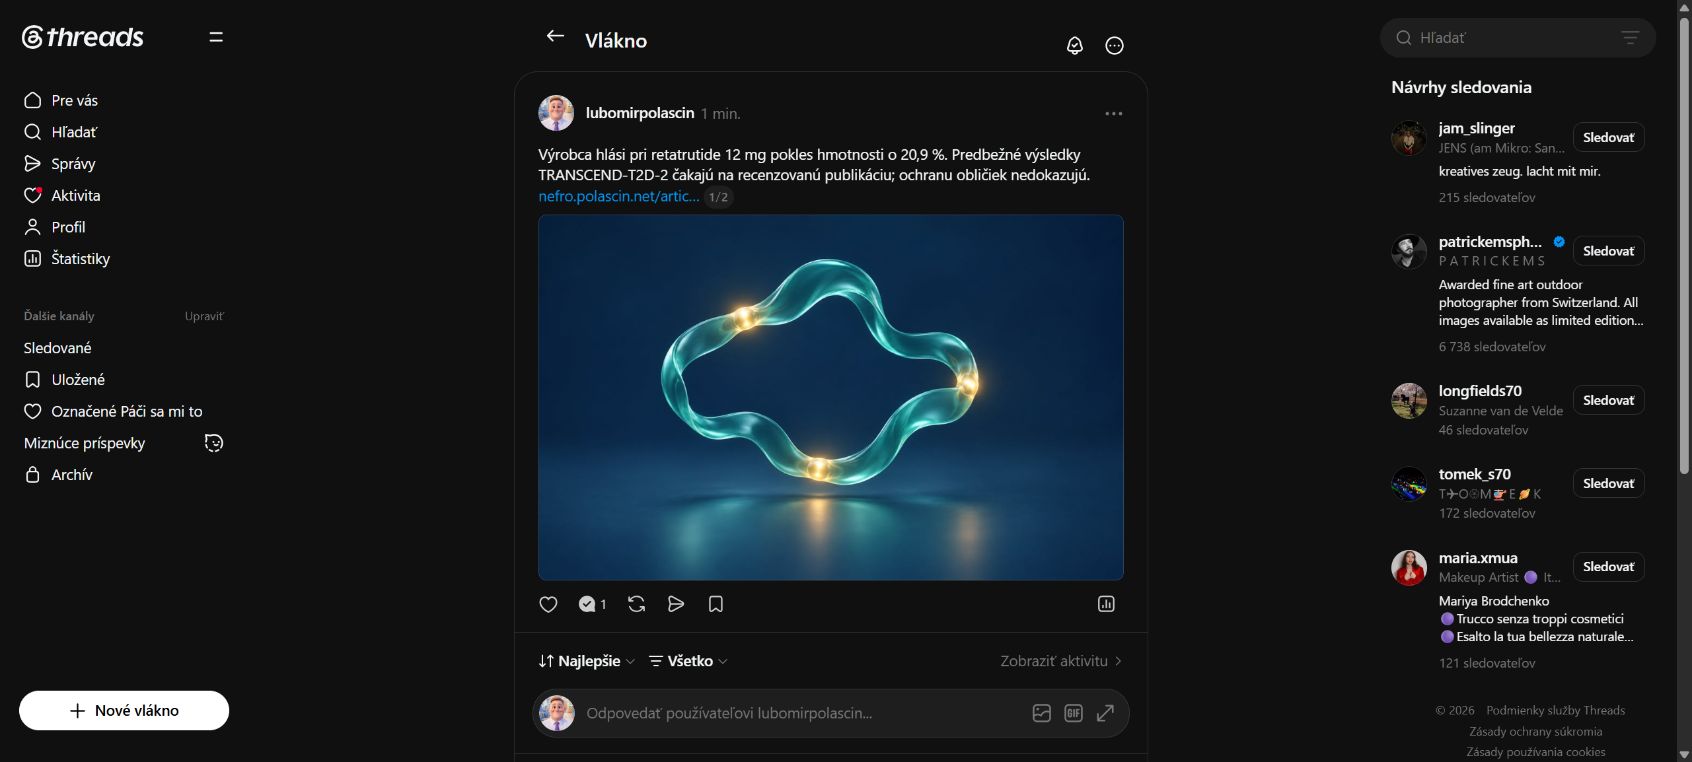 threads
Pre vás
Hľadať
Správy
Aktivita
Profil
Štatistiky
Ďalšie kanály
Upraviť
Sledované
Uložené
Označené Páči sa mi to
Miznúce príspevky
Archív
Nové vlákno
Vlákno
lubomirpolascin 1 min.
Výrobca hlási pri retatrutide 12 mg pokles hmotnosti o 20,9 %. Predbežné výsledky
TRANSCEND-T2D-2 čakajú na recenzovanú publikáciu; ochranu obličiek nedokazujú.
nefro.polascin.net/artic... 1/2
1
Najlepšie Všetko Zobraziť aktivitu
Odpovedať používateľovi lubomirpolascin...
GIF
Hľadať
Návrhy sledovania
jam_slinger
JENS (am Mikro: San...
Sledovať
kreatives zeug. lacht mit mir.
215 sledovateľov
patrickemsph...
P A T R I C K E M S
Sledovať
Awarded fine art outdoor
photographer from Switzerland. All
images available as limited edition...
6 738 sledovateľov
longfields70
Suzanne van de Velde
Sledovať
46 sledovateľov
tomek_s70
T✈O☉M🚁E🪐K
Sledovať
172 sledovateľov
maria.xmua
Makeup Artist 🟣 It...
Sledovať
Mariya Brodchenko
🟣Trucco senza troppi cosmetici
🟣Esalto la tua bellezza naturale...
121 sledovateľov
© 2026 Podmienky služby Threads
Zásady ochrany súkromia
Zásady používania cookies